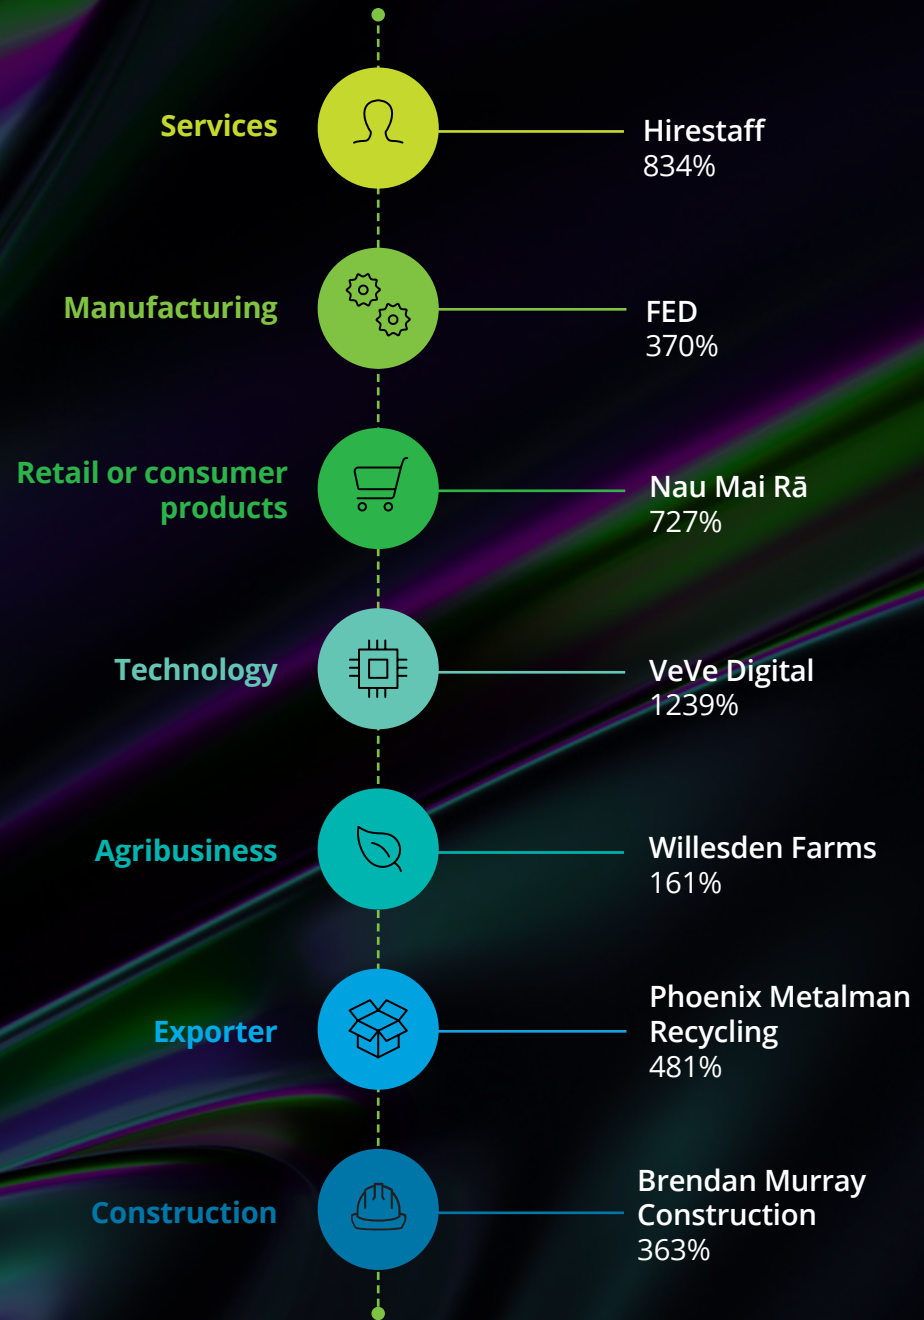 Services
Hirestaff
834%
Manufacturing
FED
370%
Retail or consumer
products
Nau Mai Rā
727%
Technology
VeVe Digital
1239%
Agribusiness
Willesden Farms
161%
Exporter
Phoenix Metalman
Recycling
481%
Construction
Brendan Murray
Construction
363%